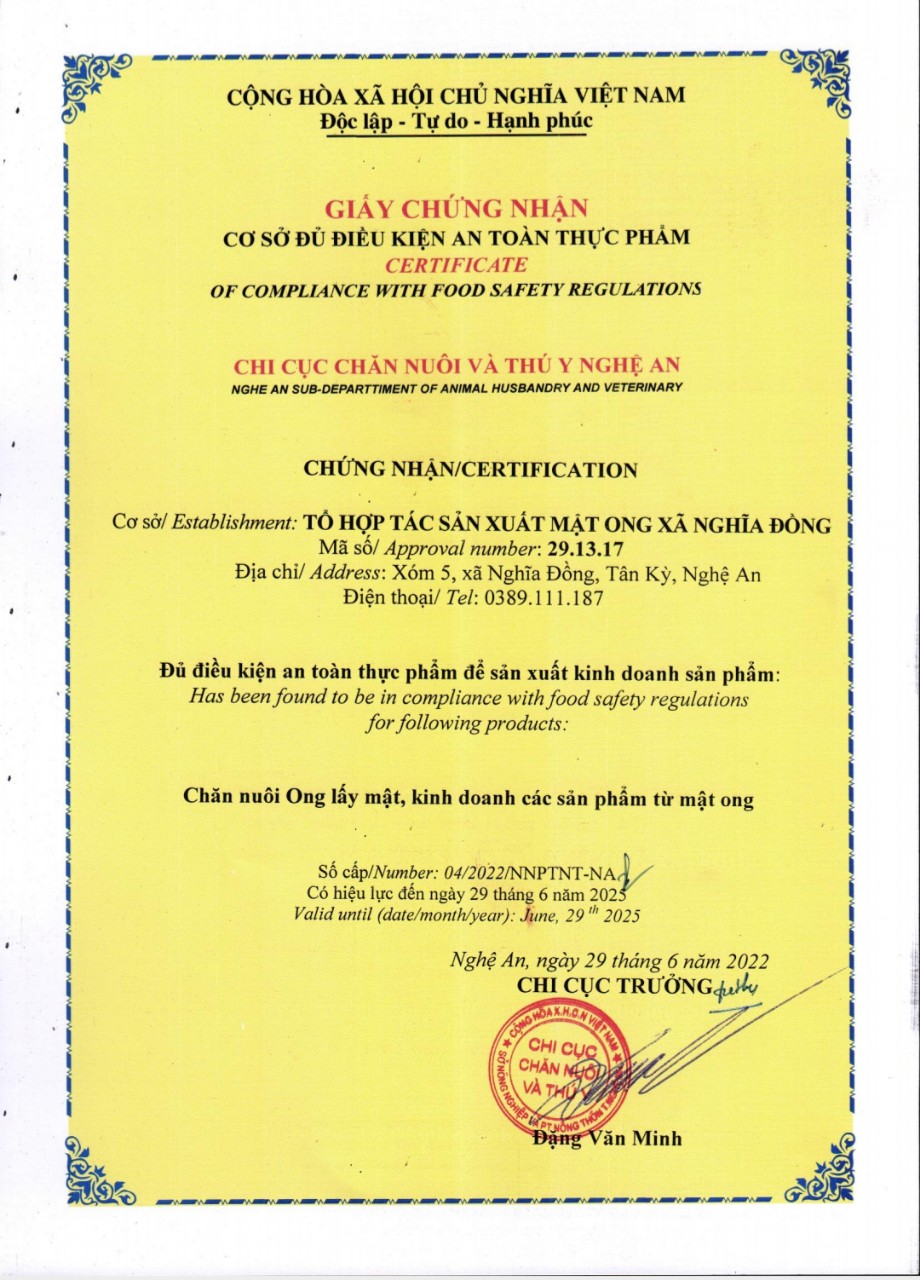 CỘNG HÒA XÃ HỘI CHỦ NGHĨA VIỆT NAM
Độc lập - Tự do - Hạnh phúc
GIẤY CHỨNG NHẬN
CƠ SỞ ĐỦ ĐIỀU KIỆN AN TOÀN THỰC PHẨM
CERTIFICATE
OF COMPLIANCE WITH FOOD SAFETY REGULATIONS
CHI CỤC CHĂN NUÔI VÀ THÚ Y NGHỆ AN
NGHE AN SUB-DEPARTTIMENT OF ANIMAL HUSBANDRY AND VETERINARY
CHỨNG NHẬN/CERTIFICATION
Cơ sở/ Establishment: TỔ HỢP TÁC SẢN XUẤT MẬT ONG XÃ NGHĨA ĐỒNG
Mã số/ Approval number: 29.13.17
Địa chỉ/ Address: Xóm 5, xã Nghĩa Đồng, Tân Kỳ, Nghệ An
Điện thoại/ Tel: 0389.111.187
Đủ điều kiện an toàn thực phẩm để sản xuất kinh doanh sản phẩm:
Has been found to be in compliance with food safety regulations
for following products:
Chăn nuôi Ong lấy mật, kinh doanh các sản phẩm từ mật ong
Số cấp/Number: 04/2022/NNPTNT-NA
Có hiệu lực đến ngày 29 tháng 6 năm 2025
Valid until (date/month/year): June, 29 th 2025
Nghệ An, ngày 29 tháng 6 năm 2022
CHI CỤC TRƯỞNG
CỘNG HÒA X.H.C.N VIỆT NAM
CHI CỤC
CHĂN NUÔI
VÀ THÚ Y
SỞ NÔNG NGHIỆP VÀ PT. NÔNG THÔN T.
Đặng Văn Minh